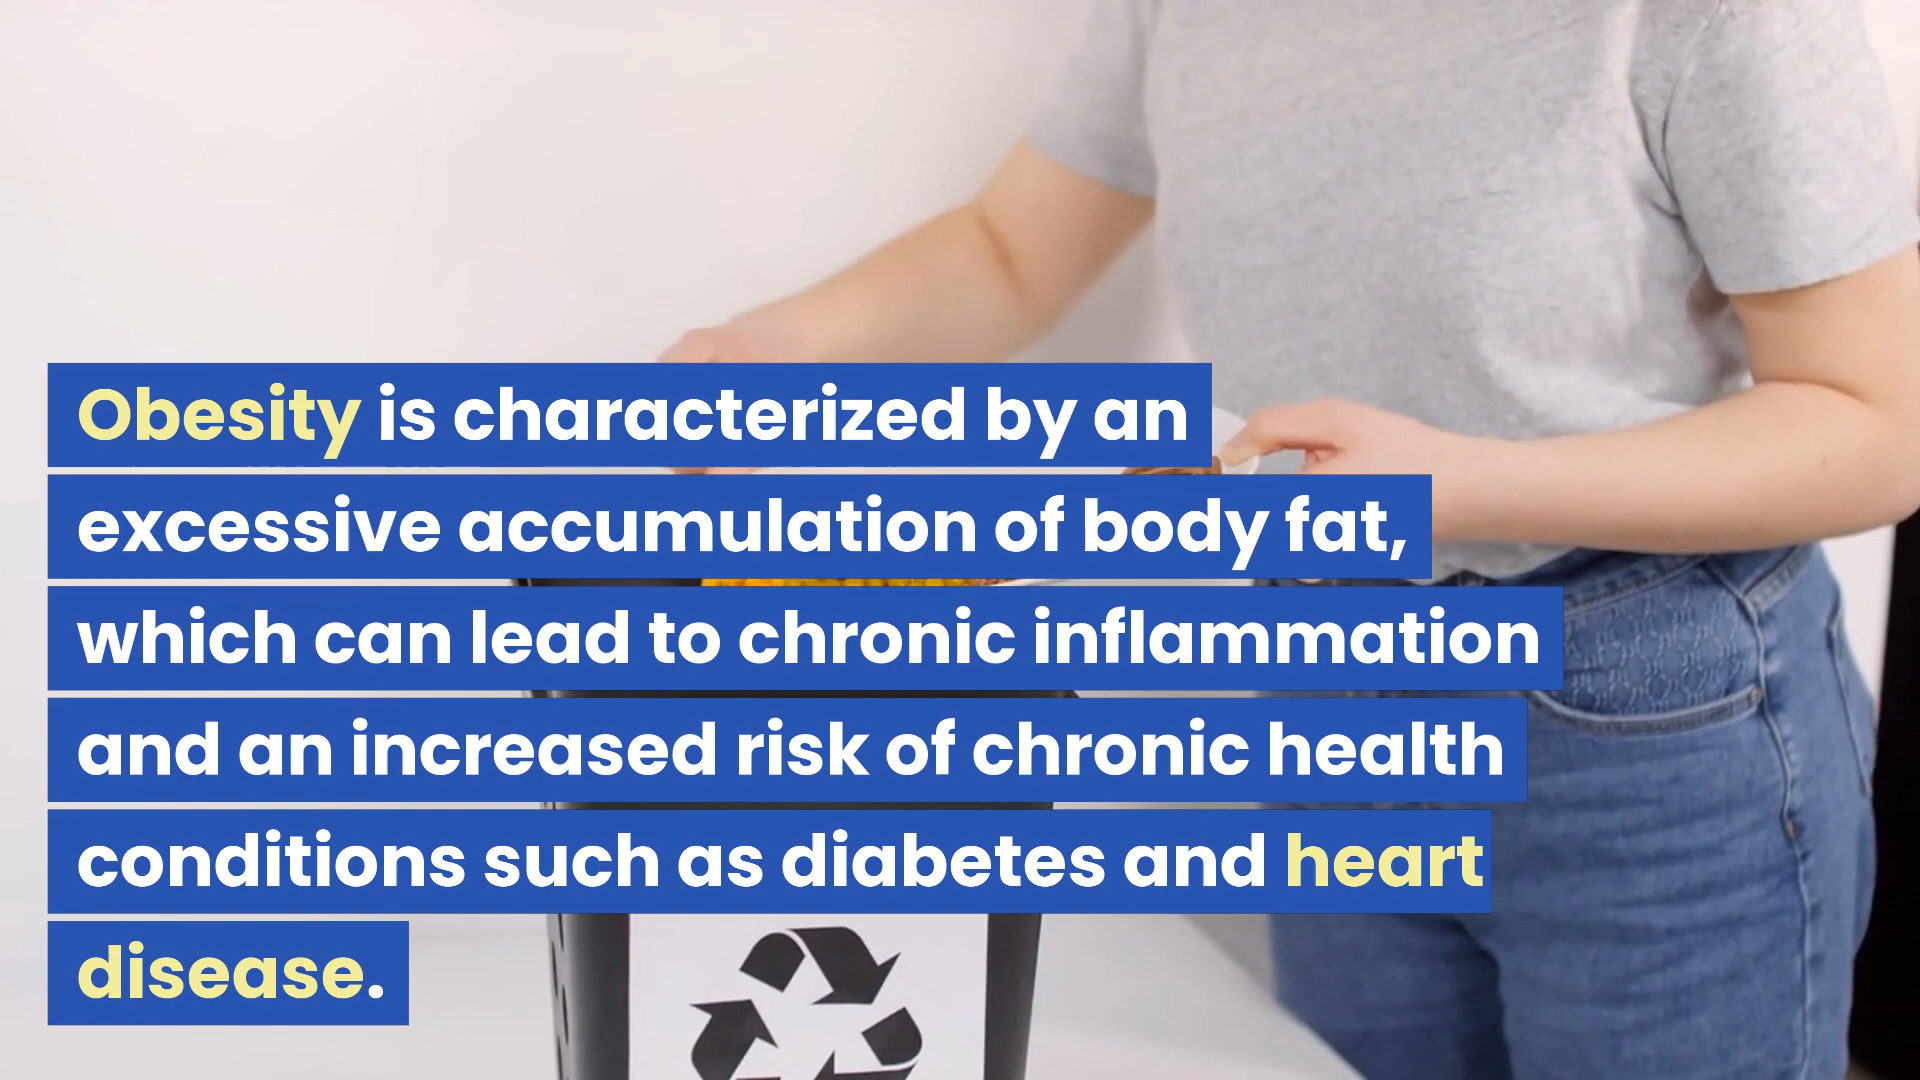 Obesity is characterized by an
excessive accumulation of body fat,
which can lead to chronic inflammation
and an increased risk of chronic health
conditions such as diabetes and heart
disease.